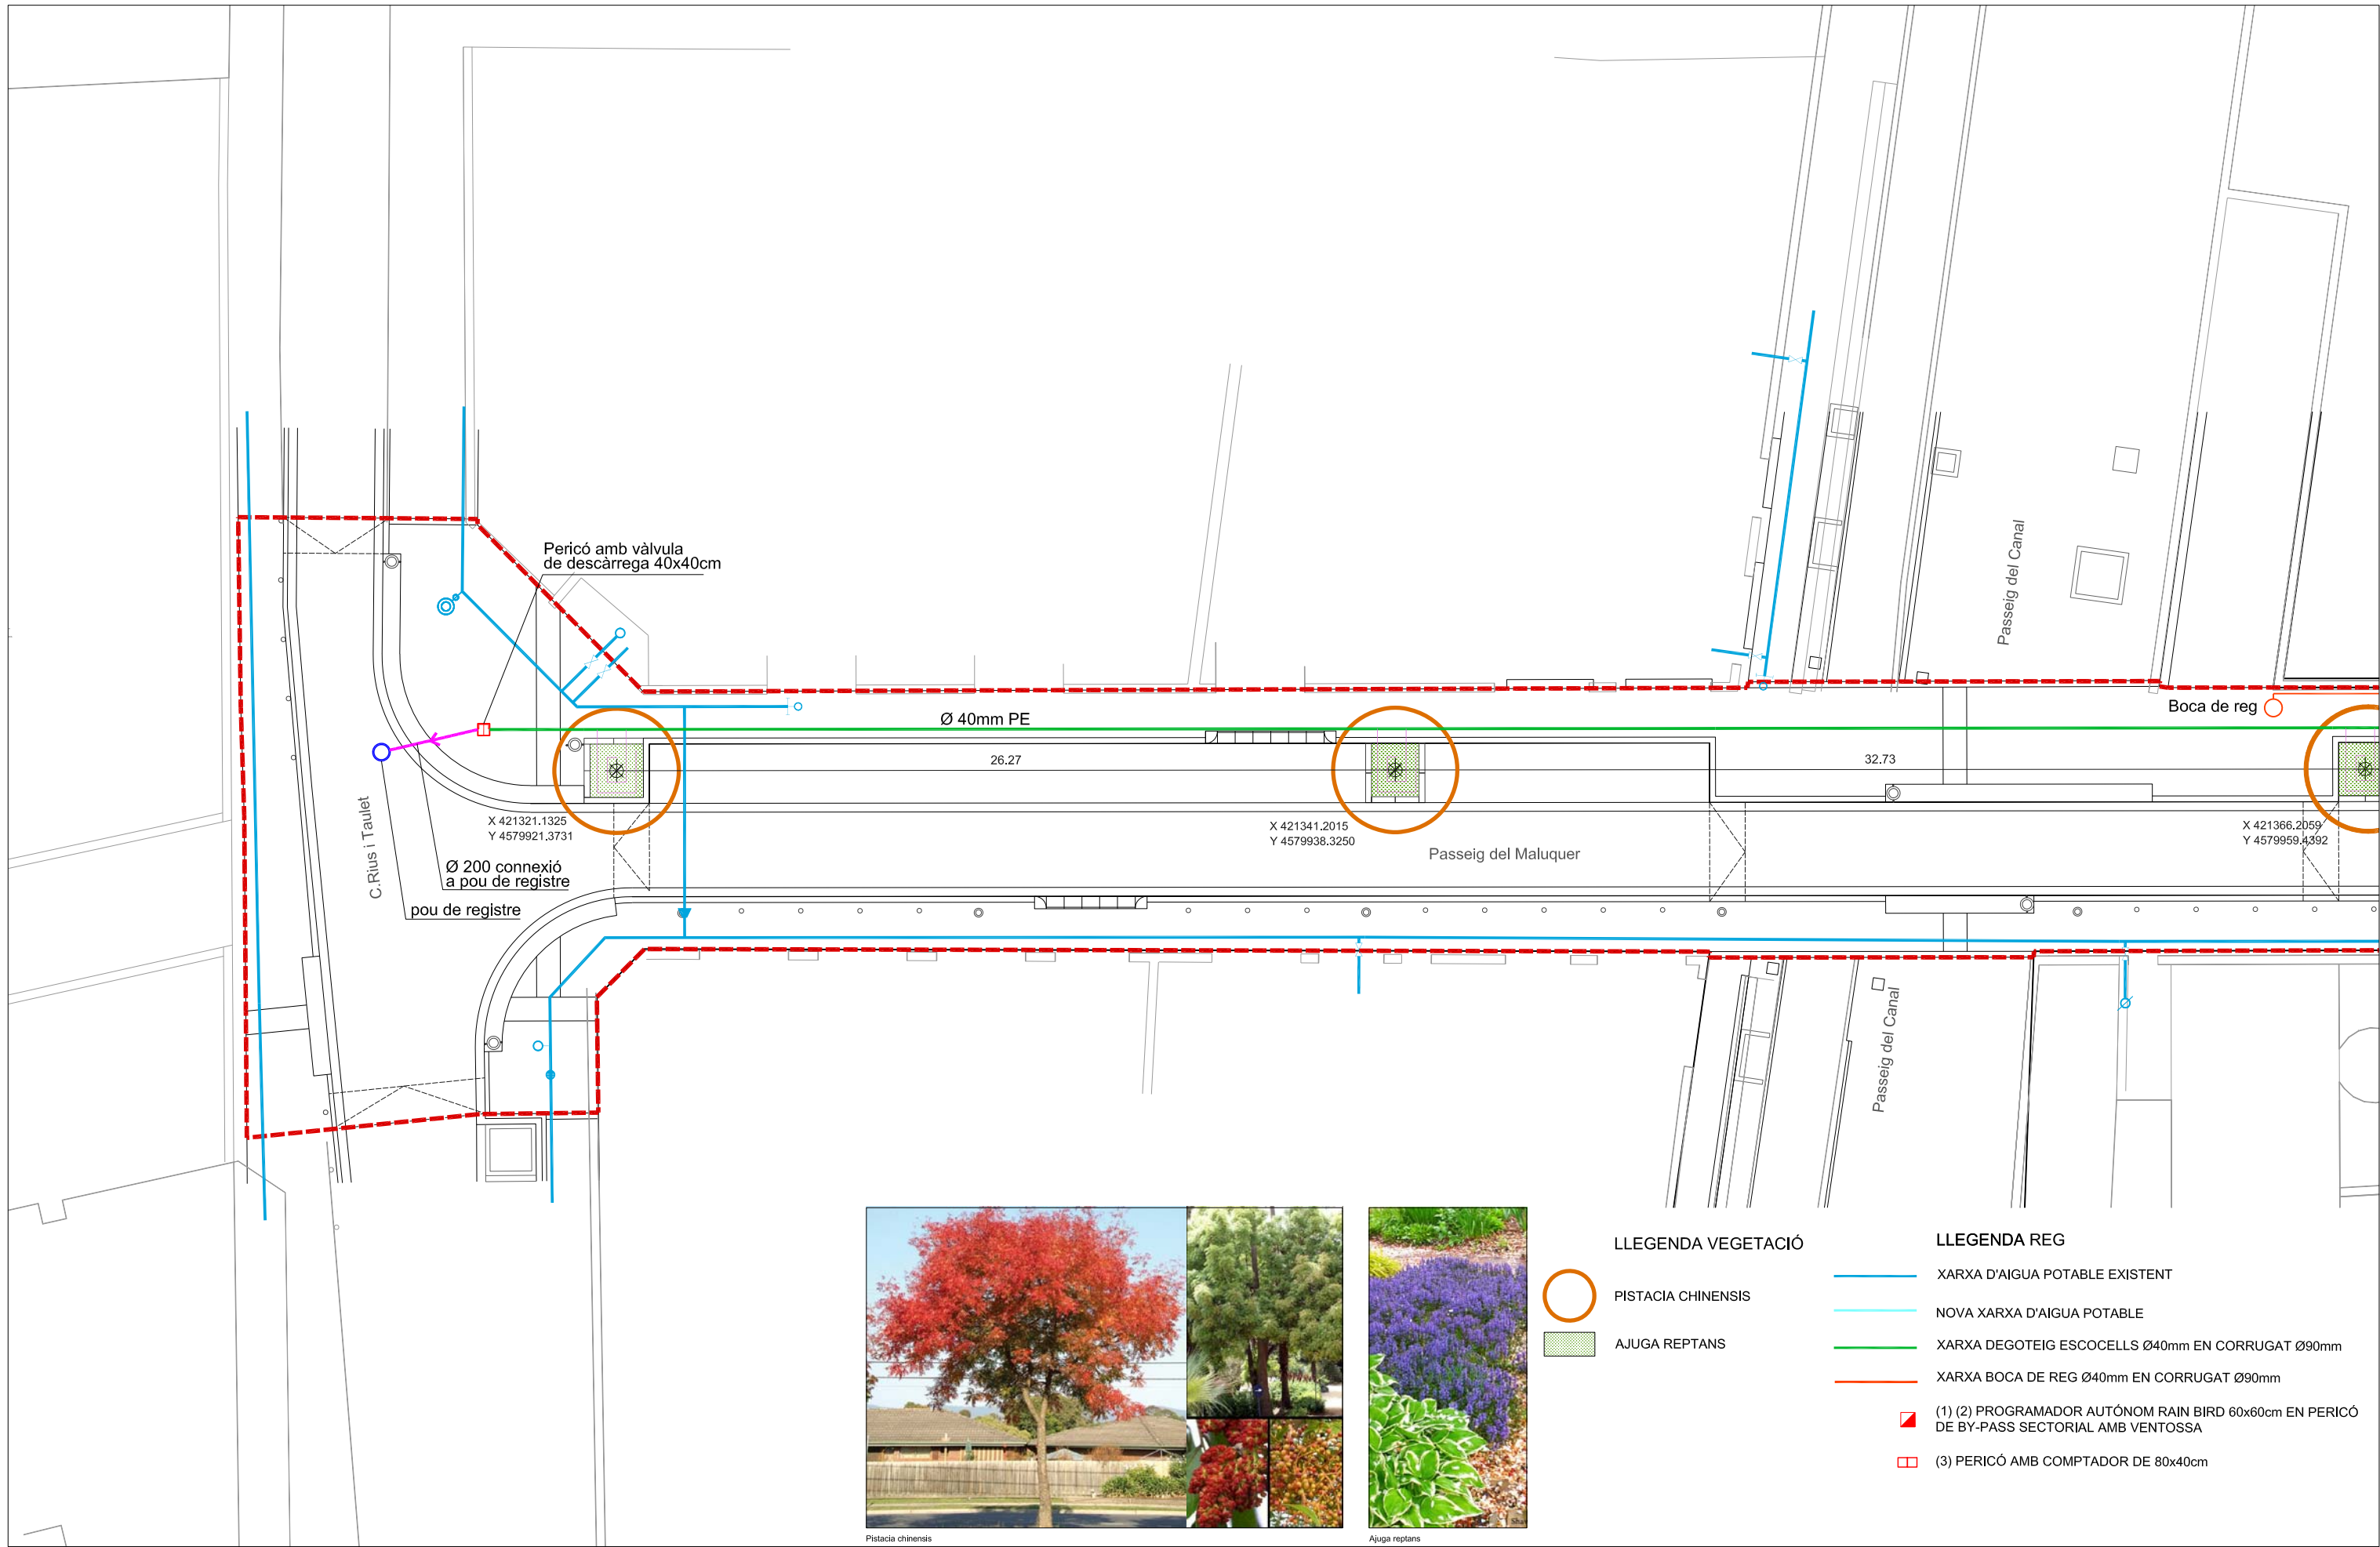 Passeig del Canal
Pericó amb vàlvula
de descàrrega 40x40cm
Boca de reg
Ø 40mm PE
26.27
32.73
C.Rius i Taulet
X 421321.1325
Y 4579921.3731
X 421341.2015
Y 4579938.3250
X 421366.2059
Y 4579959.4392
Passeig del Maluquer
Ø 200 connexió
a pou de registre
pou de registre
Passeig del Canal
LLEGENDA VEGETACIÓ
PISTACIA CHINENSIS
AJUGA REPTANS
LLEGENDA REG
XARXA D'AIGUA POTABLE EXISTENT
NOVA XARXA D'AIGUA POTABLE
XARXA DEGOTEIG ESCOCELLS Ø40mm EN CORRUGAT Ø90mm
XARXA BOCA DE REG Ø40mm EN CORRUGAT Ø90mm
(1) (2) PROGRAMADOR AUTÓNOM RAIN BIRD 60x60cm EN PERICÓ
DE BY-PASS SECTORIAL AMB VENTOSSA
(3) PERICÓ AMB COMPTADOR DE 80x40cm
Pistacia chinensis
Ajuga reptans